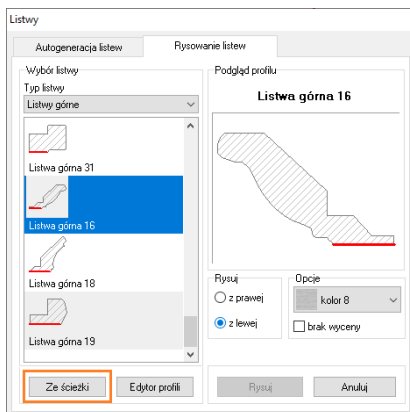 Listwy
Autogeneracja listew
Rysowanie listew
Wybór listwy
Typ listwy
Listwy górne
Listwa górna 31
Listwa górna 16
Listwa górna 18
Listwa górna 19
Ze ścieżki
Edytor profili
Podgląd profilu
Listwa górna 16
Rysuj
z prawej
z lewej
Opcje
kolor 8
brak wyceny
Rysuj
Anuluj